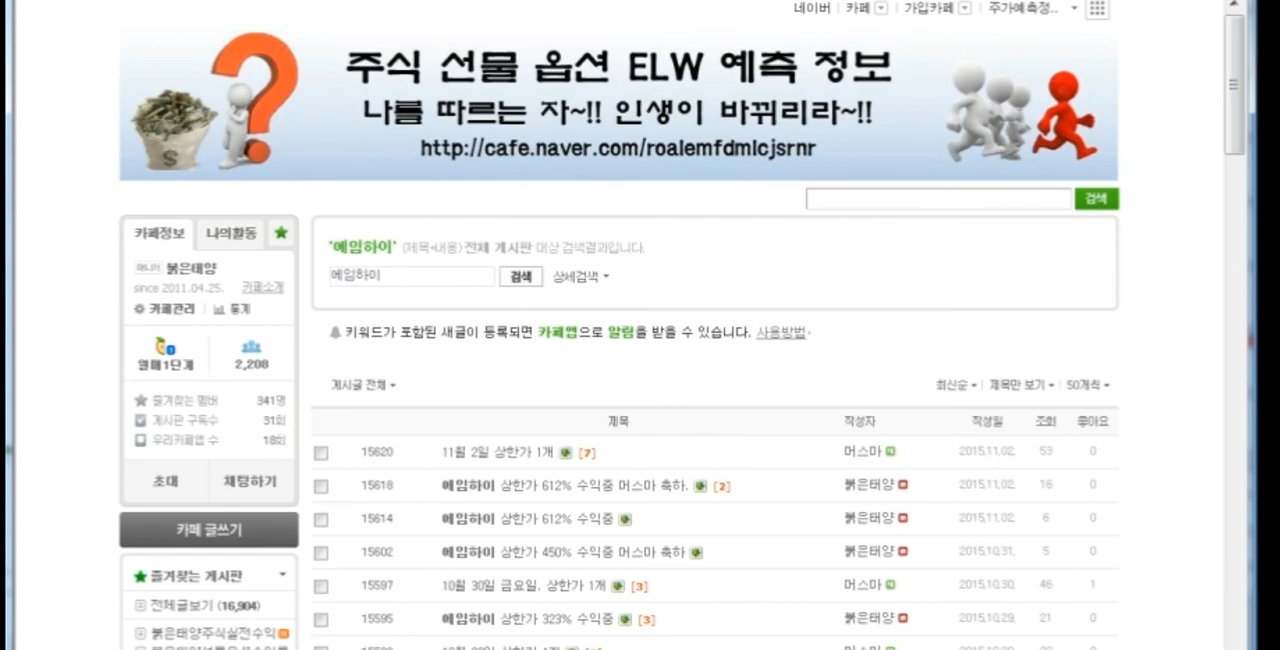 네이버 카페 가입카페 주가예측정..
주식 선물 옵션 ELW 예측 정보
나를 따르는 자~!! 인생이 바뀌리라~!!
http://cafe.naver.com/roalemfdmlcjsrnr
검색
카페정보 나의활동
매니저 붉은태양
since 2011.04.25. 카페소개
카페관리 통계
열매1단계 2,208
즐겨찾는 멤버 341명
게시판 구독수 31회
우리카페앱 수 18회
초대 채팅하기
카페 글쓰기
즐겨찾는 게시판
전체글보기 (16,904)
붉은태양주식실전수익
'에임하이' (제목+내용) 전체 게시판 대상 검색결과입니다.
에임하이 검색 상세검색
키워드가 포함된 새글이 등록되면 카페앱으로 알림을 받을 수 있습니다. 사용방법
게시글 전체 최신순 제목만 보기 50개씩
제목 작성자 작성일 조회 좋아요
15620 11월 2일 상한가 1개 [7] 머스마 2015.11.02. 53 0
15618 에임하이 상한가 612% 수익중 머스마 축하. [2] 붉은태양 2015.11.02. 16 0
15614 에임하이 상한가 612% 수익중 붉은태양 2015.11.02. 6 0
15602 에임하이 상한가 450% 수익중 머스마 축하 붉은태양 2015.10.31. 5 0
15597 10월 30일 금요일. 상한가 1개 [3] 머스마 2015.10.30. 46 1
15595 에임하이 상한가 323% 수익중 [3] 붉은태양 2015.10.29. 21 0